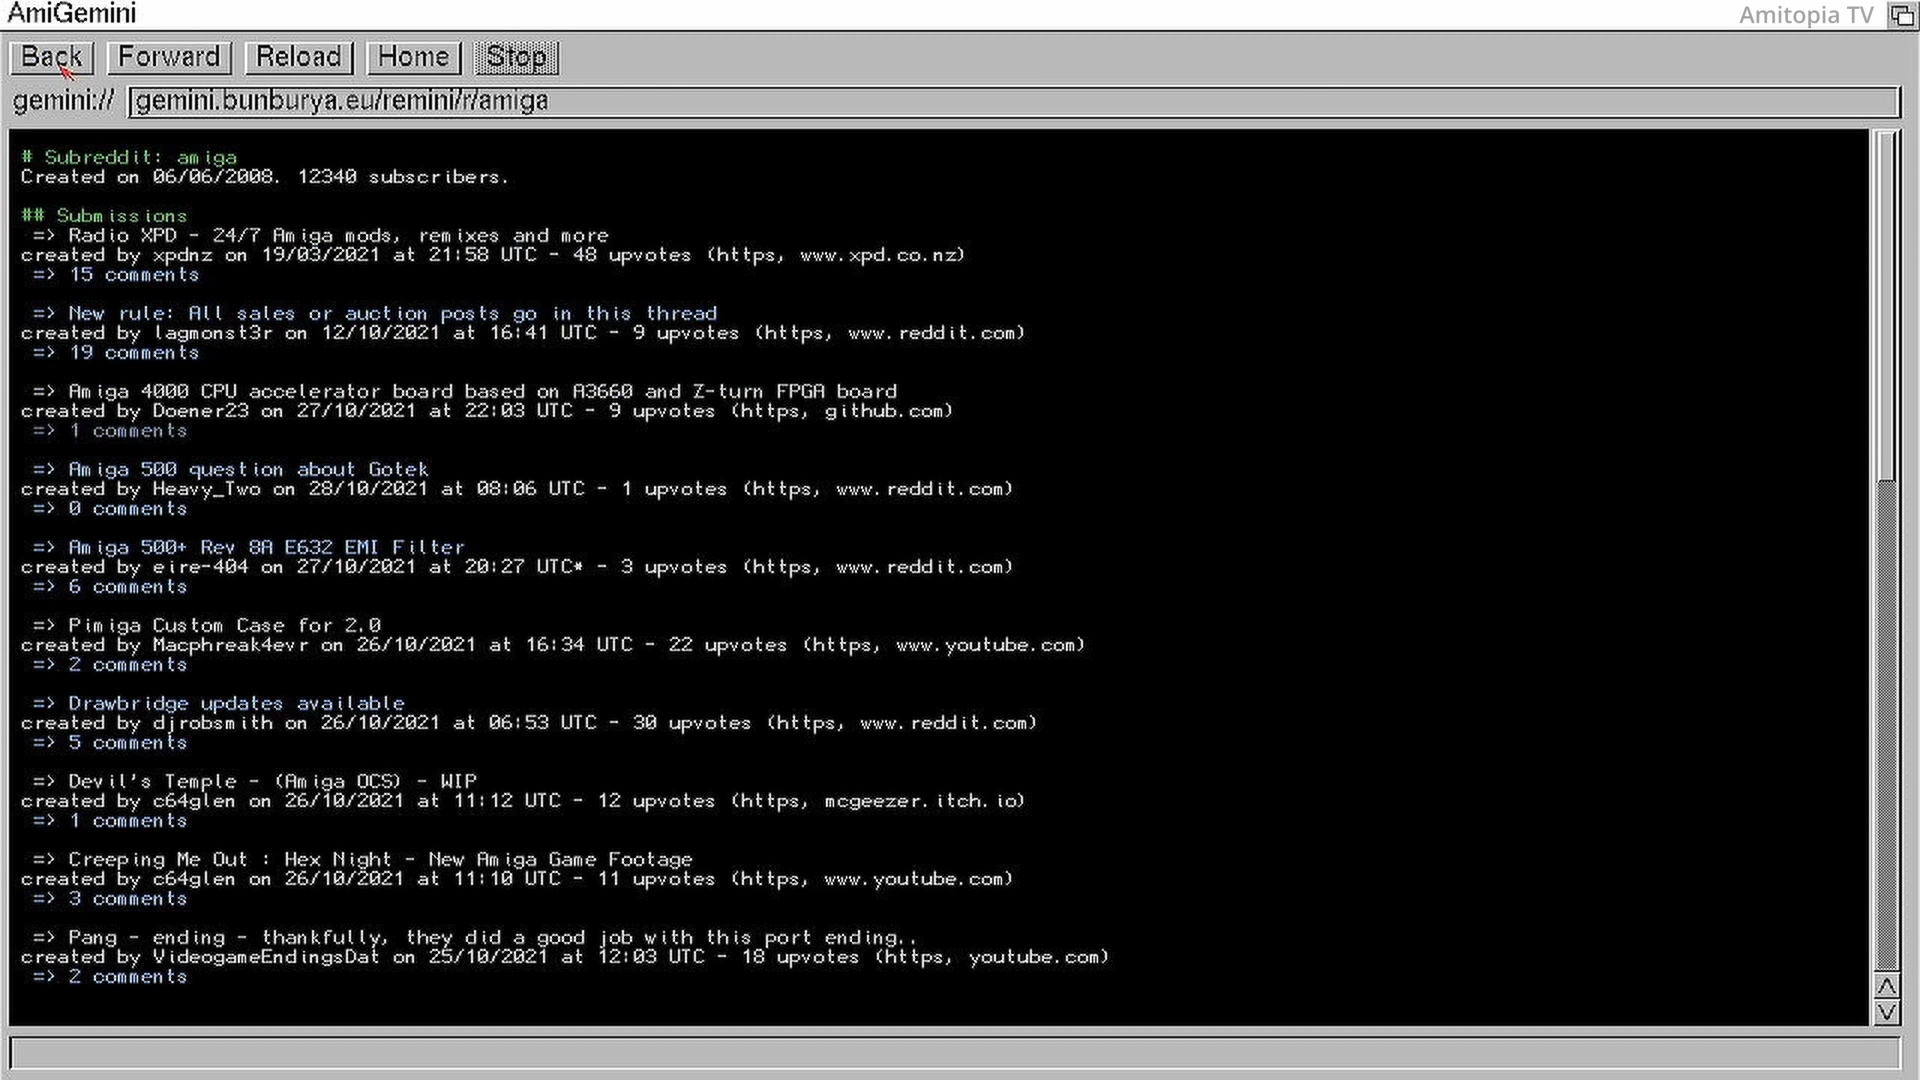 AmiGemini
Amitopia TV
Back Forward Reload Home Stop
gemini:// gemini.bunburya.eu/remini/r/amiga
# Subreddit: amiga
Created on 06/06/2008. 12340 subscribers.
## Submissions
=> Radio XPD - 24/7 Amiga mods, remixes and more
created by xpdnz on 19/03/2021 at 21:58 UTC - 48 upvotes (https, www.xpd.co.nz)
=> 15 comments
=> New rule: All sales or auction posts go in this thread
created by lagmonst3r on 12/10/2021 at 16:41 UTC - 9 upvotes (https, www.reddit.com)
=> 19 comments
=> Amiga 4000 CPU accelerator board based on A3660 and Z-turn FPGA board
created by Doener23 on 27/10/2021 at 22:03 UTC - 9 upvotes (https, github.com)
=> 1 comments
=> Amiga 500 question about Gotek
created by Heavy_Two on 28/10/2021 at 08:06 UTC - 1 upvotes (https, www.reddit.com)
=> 0 comments
=> Amiga 500+ Rev 8A E632 EMI Filter
created by eire-404 on 27/10/2021 at 20:27 UTC* - 3 upvotes (https, www.reddit.com)
=> 6 comments
=> Pimiga Custom Case for 2.0
created by Macphreak4evr on 26/10/2021 at 16:34 UTC - 22 upvotes (https, www.youtube.com)
=> 2 comments
=> Drawbridge updates available
created by djrobsmith on 26/10/2021 at 06:53 UTC - 30 upvotes (https, www.reddit.com)
=> 5 comments
=> Devil's Temple - (Amiga OCS) - WIP
created by c64glen on 26/10/2021 at 11:12 UTC - 12 upvotes (https, mcgeezer.itch.io)
=> 1 comments
=> Creeping Me Out : Hex Night - New Amiga Game Footage
created by c64glen on 26/10/2021 at 11:10 UTC - 11 upvotes (https, www.youtube.com)
=> 3 comments
=> Pang - ending - thankfully, they did a good job with this port ending..
created by VideogameEndingsDat on 25/10/2021 at 12:03 UTC - 18 upvotes (https, youtube.com)
=> 2 comments